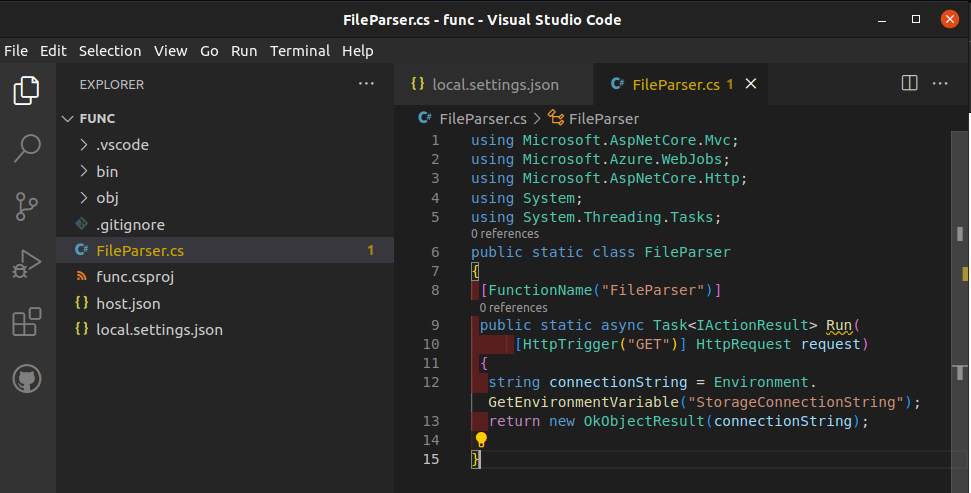 FileParser.cs - func - Visual Studio Code
File Edit Selection View Go Run Terminal Help
EXPLORER ···
FUNC
.vscode
bin
obj
.gitignore
FileParser.cs 1
func.csproj
host.json
local.settings.json
{} local.settings.json
C# FileParser.cs 1
C# FileParser.cs > FileParser
1 using Microsoft.AspNetCore.Mvc;
2 using Microsoft.Azure.WebJobs;
3 using Microsoft.AspNetCore.Http;
4 using System;
5 using System.Threading.Tasks;
0 references
6 public static class FileParser
7 {
8 [FunctionName("FileParser")]
0 references
9 public static async Task<IActionResult> Run(
10 [HttpTrigger("GET")] HttpRequest request)
11 {
12 string connectionString = Environment.
GetEnvironmentVariable("StorageConnectionString");
13 return new OkObjectResult(connectionString);
14
15 }